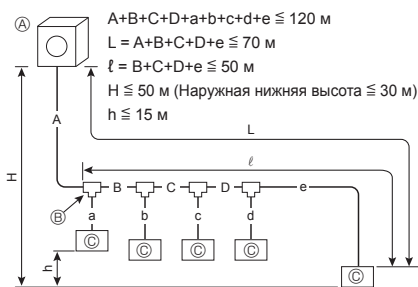 Ⓐ
A+B+C+D+a+b+c+d+e ≦ 120 м
L = A+B+C+D+e ≦ 70 м
ℓ = B+C+D+e ≦ 50 м
H ≦ 50 м (Наружная нижняя высота ≦ 30 м)
h ≦ 15 м
A
L
H
ℓ
B C D e
Ⓑ
a b c d
Ⓒ Ⓒ Ⓒ Ⓒ
h
Ⓒ